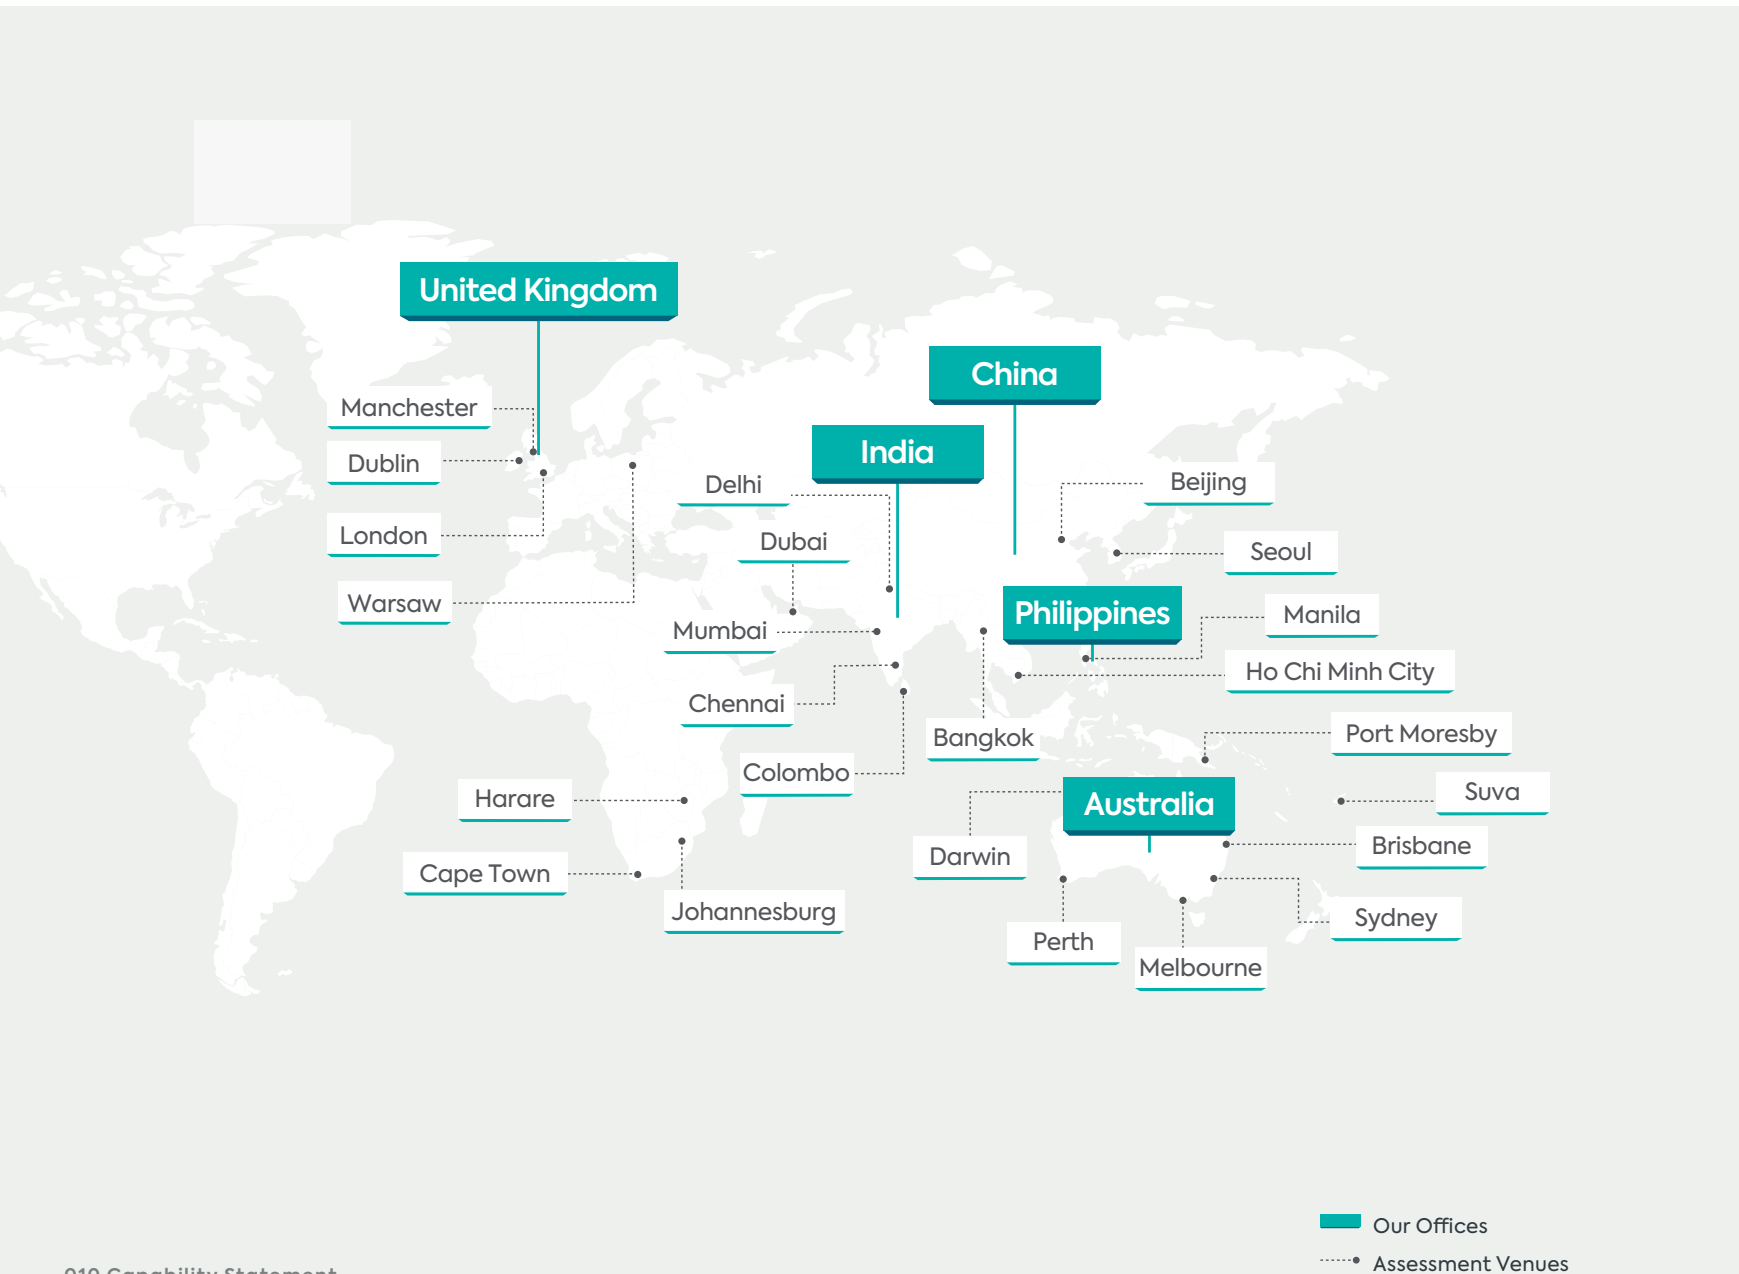 United Kingdom
China
Manchester
India
Dublin
Beijing
Delhi
London
Dubai
Seoul
Warsaw
Philippines
Manila
Mumbai
Ho Chi Minh City
Chennai
Bangkok
Port Moresby
Colombo
Harare
Suva
Australia
Brisbane
Darwin
Cape Town
Johannesburg
Sydney
Perth
Melbourne
Our Offices
Assessment Venues
Capability Statement